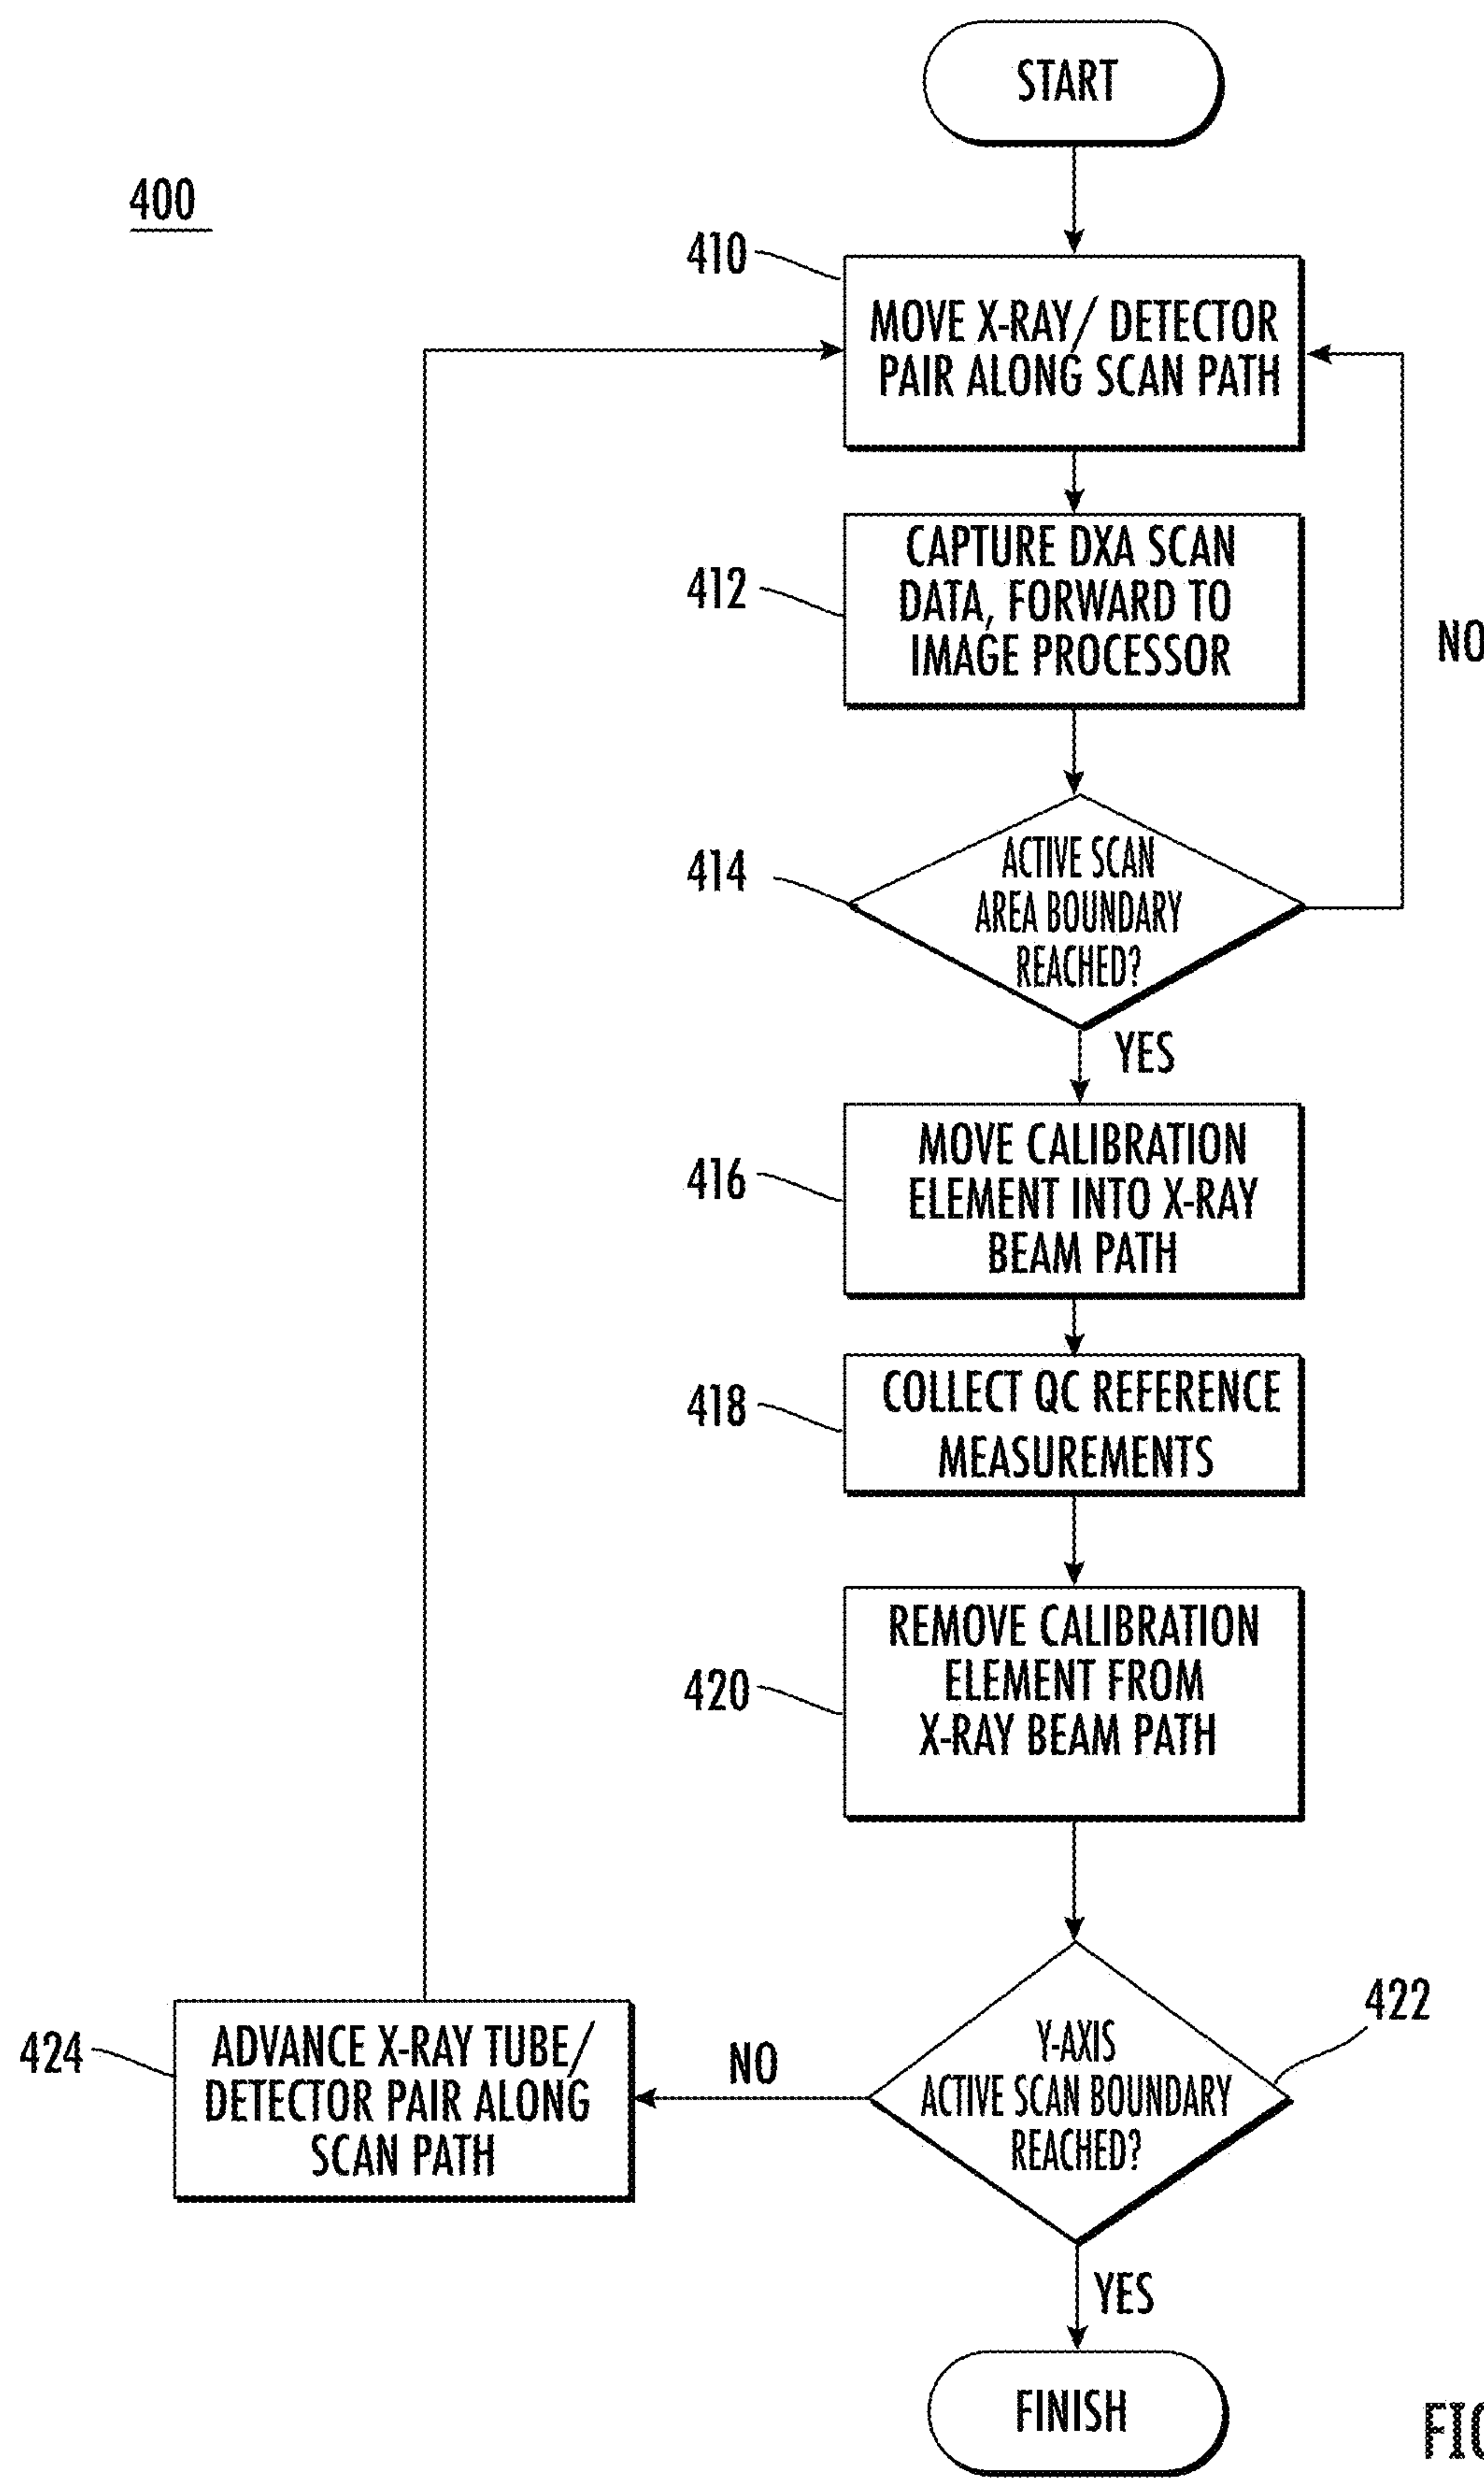 START
400
410
MOVE X-RAY/ DETECTOR
PAIR ALONG SCAN PATH
412
CAPTURE DXA SCAN
DATA, FORWARD TO
IMAGE PROCESSOR
NO
414
ACTIVE SCAN
AREA BOUNDARY
REACHED?
YES
416
MOVE CALIBRATION
ELEMENT INTO X-RAY
BEAM PATH
418
COLLECT QC REFERENCE
MEASUREMENTS
420
REMOVE CALIBRATION
ELEMENT FROM
X-RAY BEAM PATH
422
Y-AXIS
ACTIVE SCAN BOUNDARY
REACHED?
NO
424
ADVANCE X-RAY TUBE/
DETECTOR PAIR ALONG
SCAN PATH
YES
FINISH